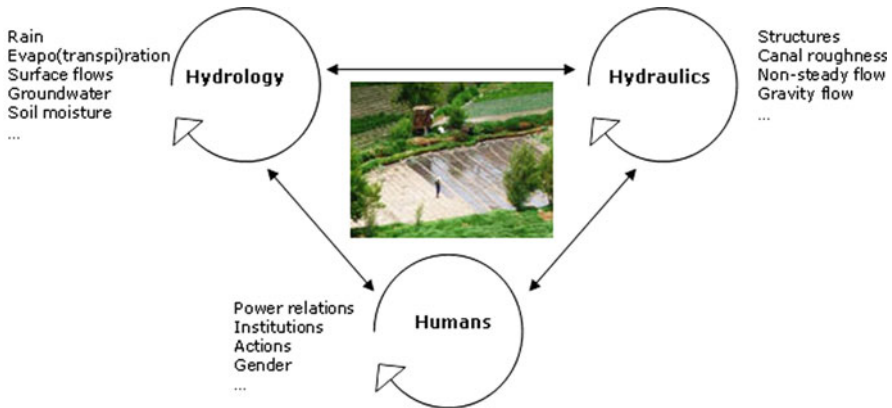 Rain
Evapo(transpi)ration
Surface flows
Groundwater
Soil moisture
...
Hydrology
Hydraulics
Structures
Canal roughness
Non-steady flow
Gravity flow
...
Power relations
Institutions
Actions
Gender
...
Humans